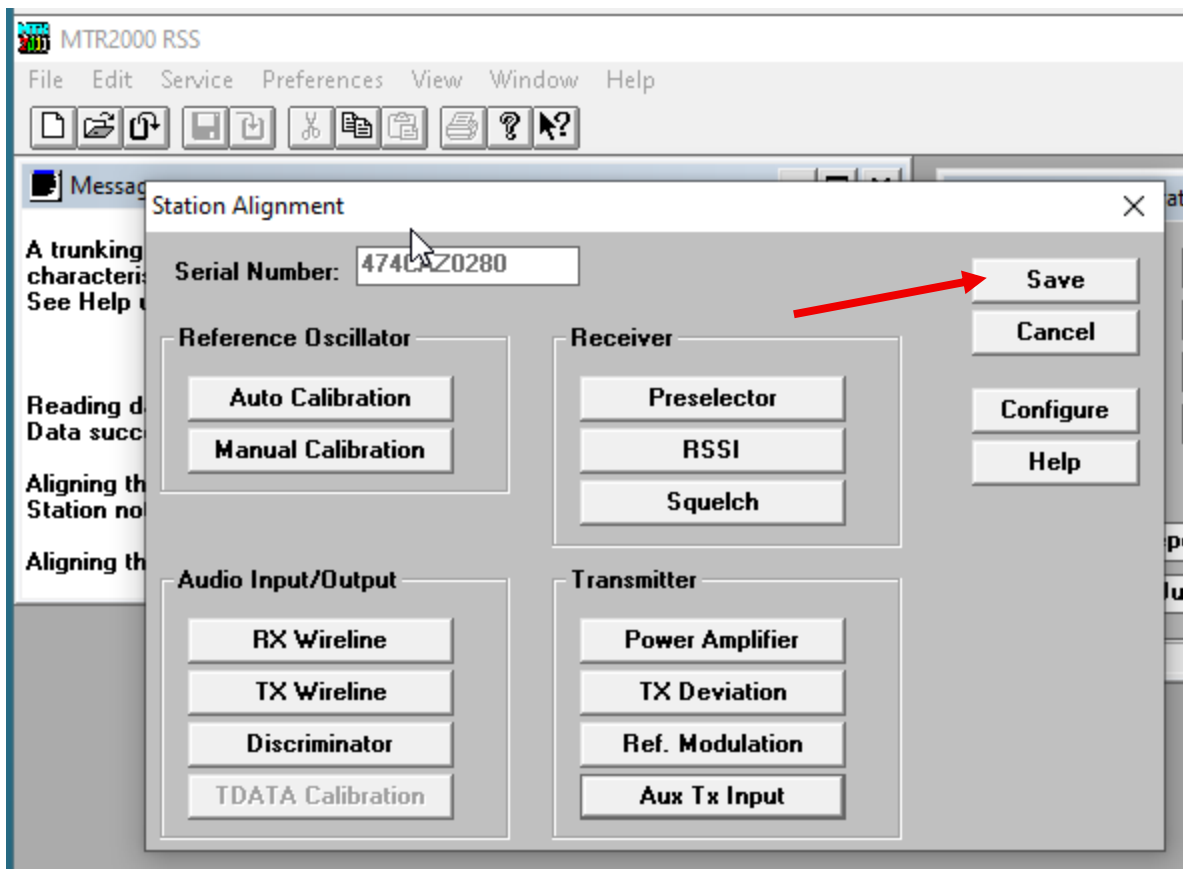 MTR2000 RSS
File Edit Service Preferences View Window Help
Messag
Station Alignment
A trunking
characteris
See Help u
Serial Number:
Save
Cancel
Reference Oscillator
Receiver
Auto Calibration
Preselector
Configure
Reading d
Data succ
Manual Calibration
RSSI
Help
Aligning th
Station no
Squelch
Aligning th
Audio Input/Output
Transmitter
RX Wireline
Power Amplifier
TX Wireline
TX Deviation
Discriminator
Ref. Modulation
TDATA Calibration
Aux Tx Input